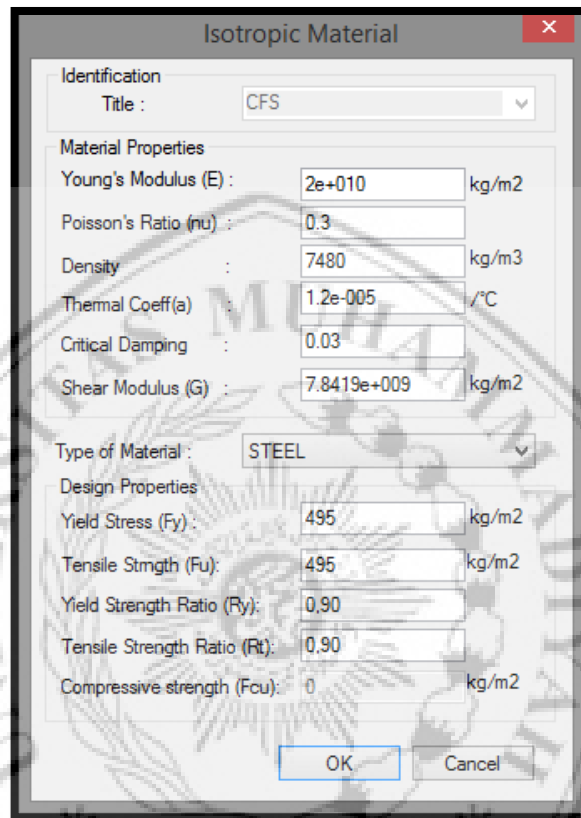 Isotropic Material
Identification
Title : CFS
Material Properties
Young's Modulus (E) : 2e+010 kg/m2
Poisson's Ratio (nu) : 0.3
Density : 7480 kg/m3
Thermal Coeff(a) : 1.2e-005 /°C
Critical Damping : 0.03
Shear Modulus (G) : 7.8419e+009 kg/m2
Type of Material : STEEL
Design Properties
Yield Stress (Fy) : 495 kg/m2
Tensile Strngth (Fu): 495 kg/m2
Yield Strength Ratio (Ry): 0.90
Tensile Strength Ratio (Rt): 0.90
Compressive strength (Fcu): 0 kg/m2
OK Cancel